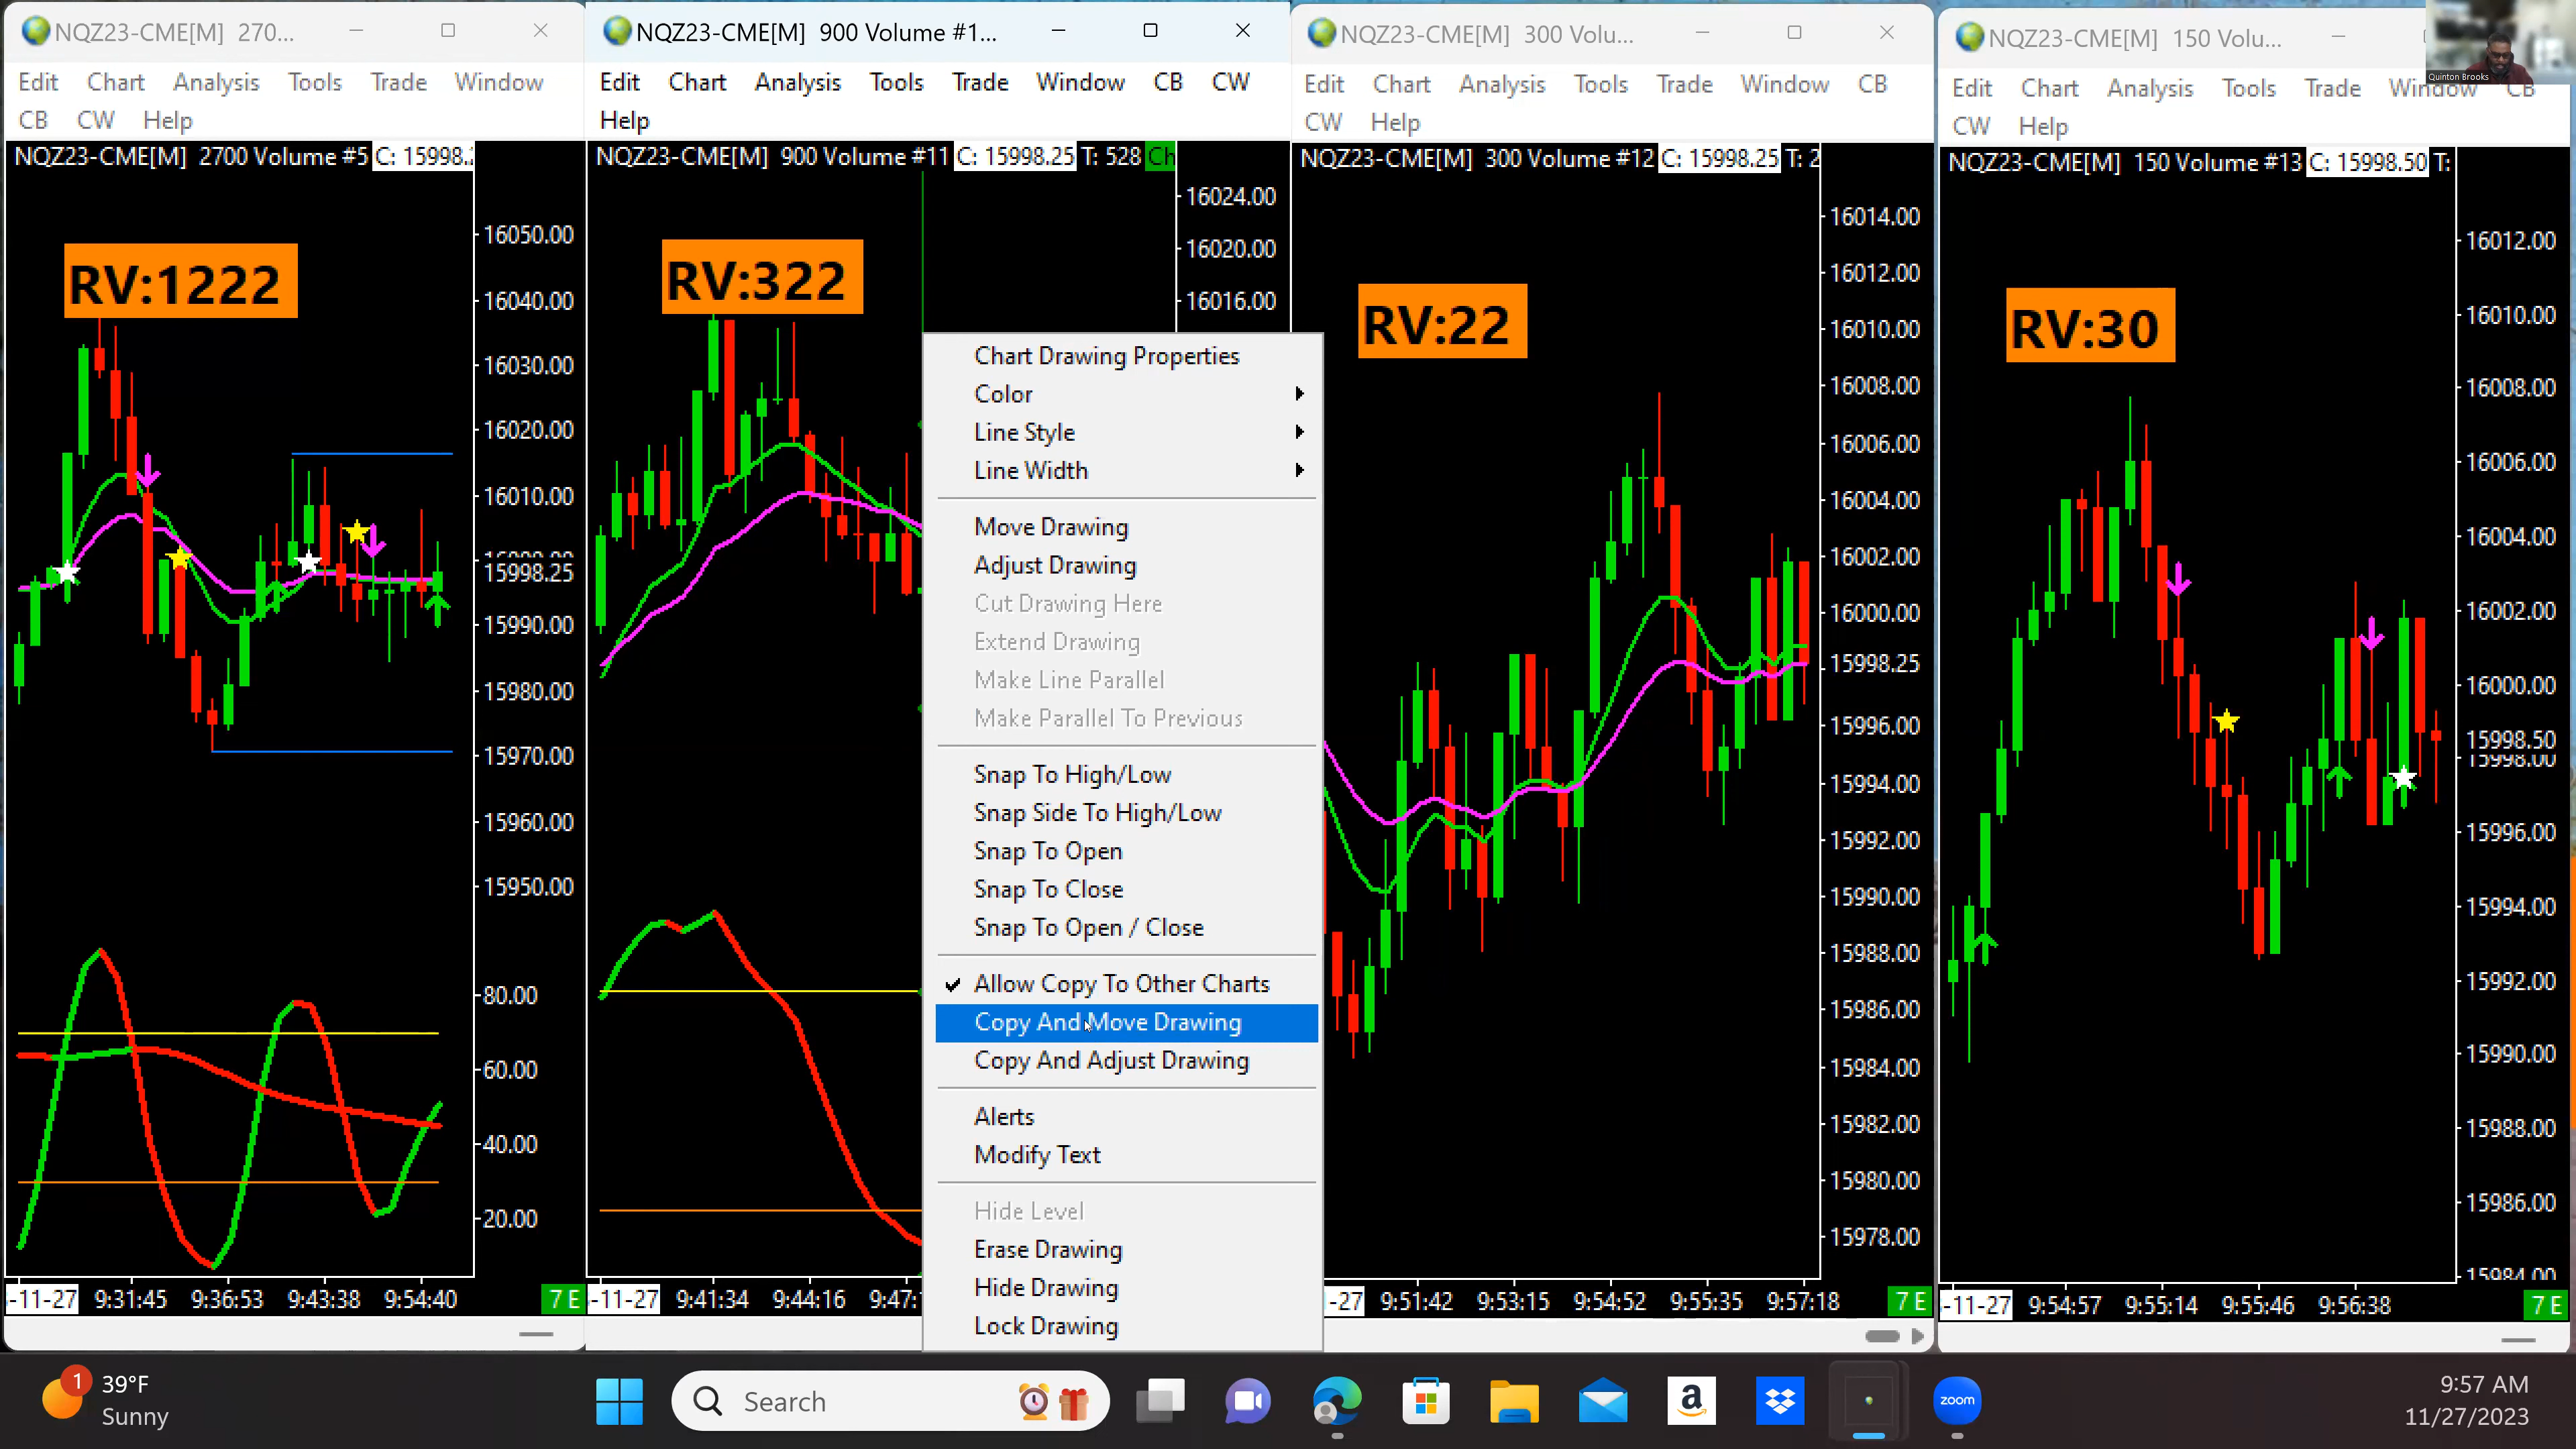 NQZ23-CME[M] 270...
Edit Chart Analysis Tools Trade Window
CB CW Help
NQZ23-CME[M] 2700 Volume #5 C: 15998.
RV:1222
16050.00
16040.00
16030.00
16020.00
16010.00
15998.25
15990.00
15980.00
15970.00
15960.00
15950.00
80.00
60.00
40.00
20.00
-11-27 9:31:45 9:36:53 9:43:38 9:54:40 7 E
NQZ23-CME[M] 900 Volume #1...
Edit Chart Analysis Tools Trade Window CB CW
Help
NQZ23-CME[M] 900 Volume #11 C: 15998.25 T: 528 Ch
RV:322
16024.00
16020.00
16016.00
-11-27 9:41:34 9:44:16 9:47:
Chart Drawing Properties
Color
Line Style
Line Width
Move Drawing
Adjust Drawing
Cut Drawing Here
Extend Drawing
Make Line Parallel
Make Parallel To Previous
Snap To High/Low
Snap Side To High/Low
Snap To Open
Snap To Close
Snap To Open / Close
Allow Copy To Other Charts
Copy And Move Drawing
Copy And Adjust Drawing
Alerts
Modify Text
Hide Level
Erase Drawing
Hide Drawing
Lock Drawing
NQZ23-CME[M] 300 Volu...
Edit Chart Analysis Tools Trade Window CB
CW Help
NQZ23-CME[M] 300 Volume #12 C: 15998.25 T: 2
RV:22
16014.00
16012.00
16010.00
16008.00
16006.00
16004.00
16002.00
16000.00
15998.25
15996.00
15994.00
15992.00
15990.00
15988.00
15986.00
15984.00
15982.00
15980.00
15978.00
-27 9:51:42 9:53:15 9:54:52 9:55:35 9:57:18 7 E
NQZ23-CME[M] 150 Volu...
Quinton Brooks
Edit Chart Analysis Tools Trade Window CB
CW Help
NQZ23-CME[M] 150 Volume #13 C: 15998.50 T:
RV:30
16012.00
16010.00
16008.00
16006.00
16004.00
16002.00
16000.00
15998.50
15998.00
15996.00
15994.00
15992.00
15990.00
15988.00
15986.00
15984.00
-11-27 9:54:57 9:55:14 9:55:46 9:56:38 7 E
1
39°F
Sunny
Search
a
zoom
9:57 AM
11/27/2023